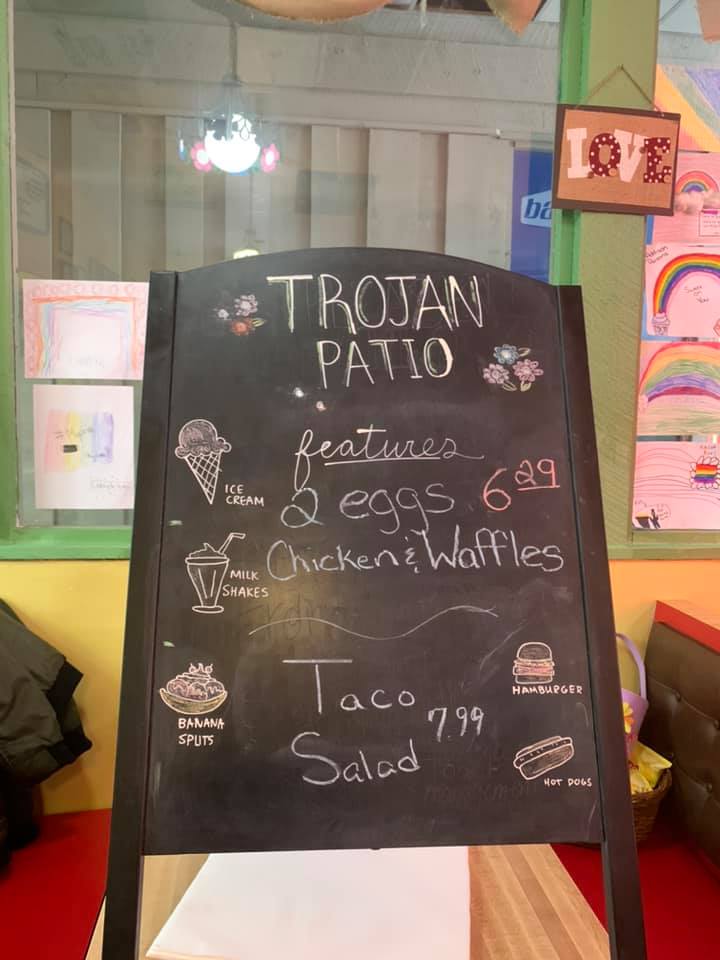 LOVE
ba
TROJAN
PATIO
features
2 eggs 6 29
Chicken & Waffles
ICE
CREAM
MILK
SHAKES
Taco
Salad 7.99
BANANA
SPLITS
HAMBURGER
HOT DOGS